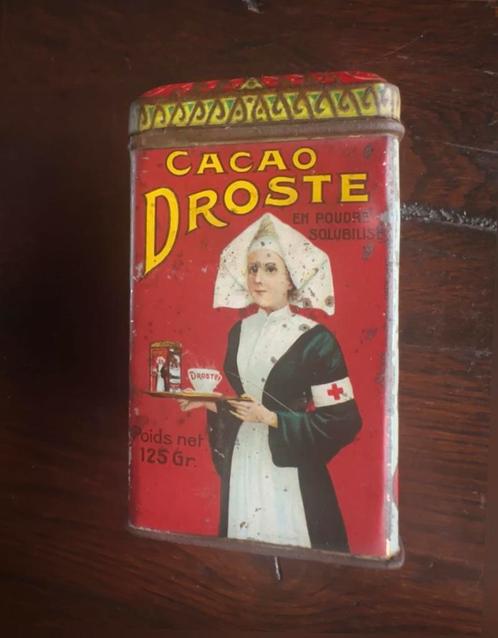 CACAO
DROSTE
EN POUDRE
SOLUBILISÉ
DROSTE'S
Poids net
125 Gr.